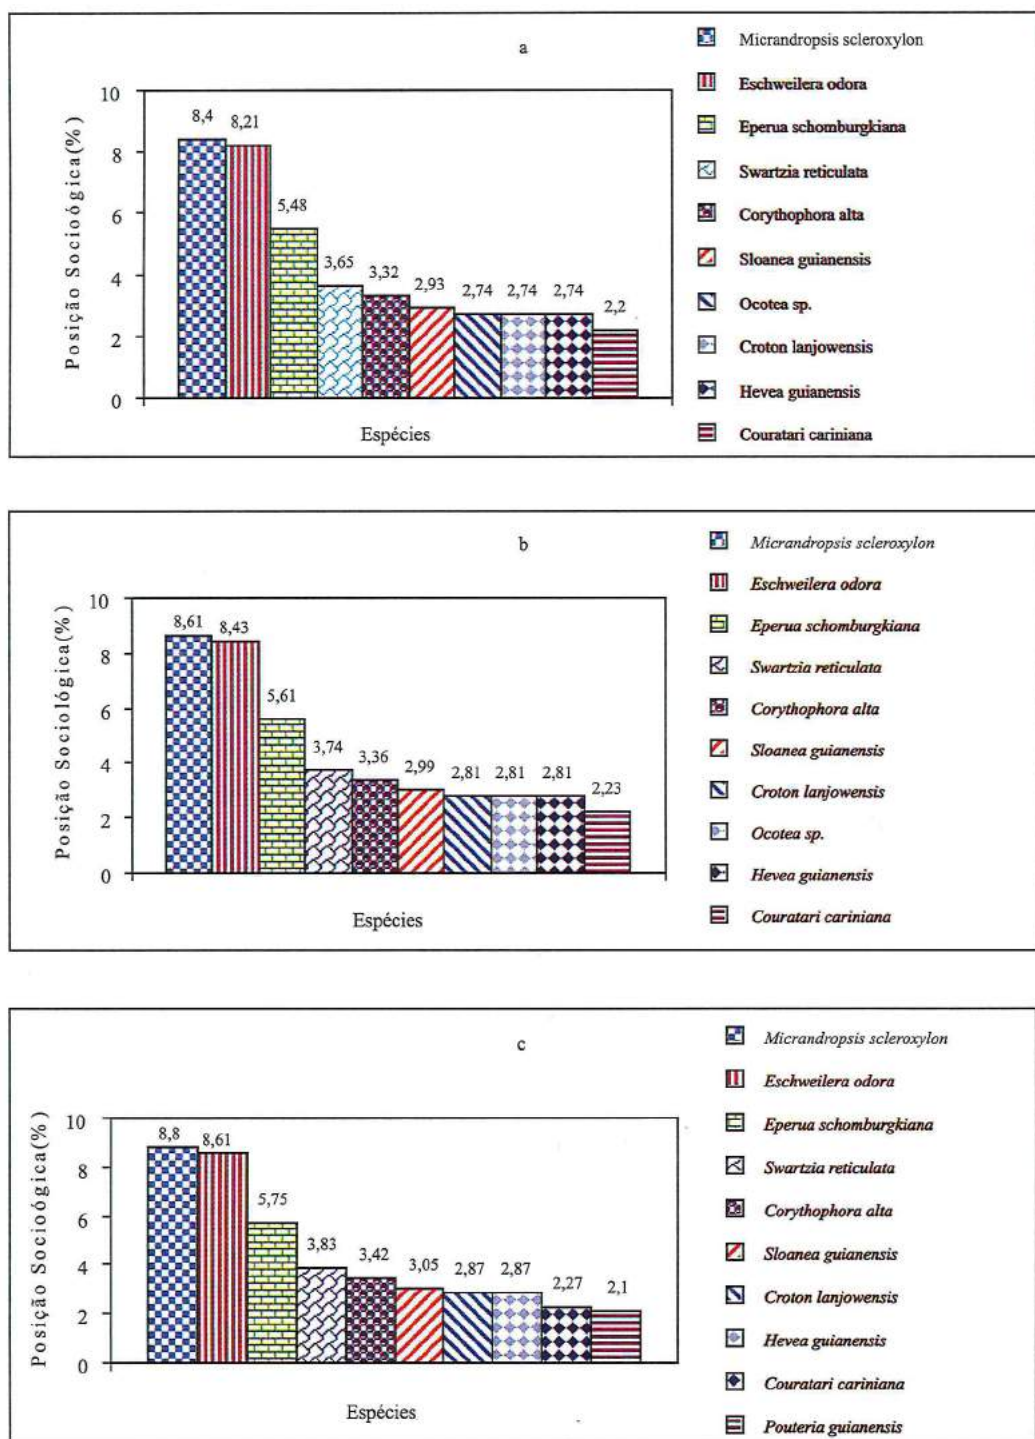 a
Micrandropsis scleroxylon
Eschweilera odora
Eperua schomburgkiana
Swartzia reticulata
Corythophora alta
Sloanea guianensis
Ocotea sp.
Croton lanjowensis
Hevea guianensis
Couratari cariniana
Posição Socioógica(%)
10
8
6
4
2
0
8,4
8,21
5,48
3,65
3,32
2,93
2,74
2,74
2,74
2,2
Espécies
b
Micrandropsis scleroxylon
Eschweilera odora
Eperua schomburgkiana
Swartzia reticulata
Corythophora alta
Sloanea guianensis
Croton lanjowensis
Ocotea sp.
Hevea guianensis
Couratari cariniana
Posição Sociológica(%)
10
8
6
4
2
0
8,61
8,43
5,61
3,74
3,36
2,99
2,81
2,81
2,81
2,23
Espécies
c
Micrandropsis scleroxylon
Eschweilera odora
Eperua schomburgkiana
Swartzia reticulata
Corythophora alta
Sloanea guianensis
Croton lanjowensis
Hevea guianensis
Couratari cariniana
Pouteria guianensis
Posição Socioógica(%)
10
8
6
4
2
0
8,8
8,61
5,75
3,83
3,42
3,05
2,87
2,87
2,27
2,1
Espécies